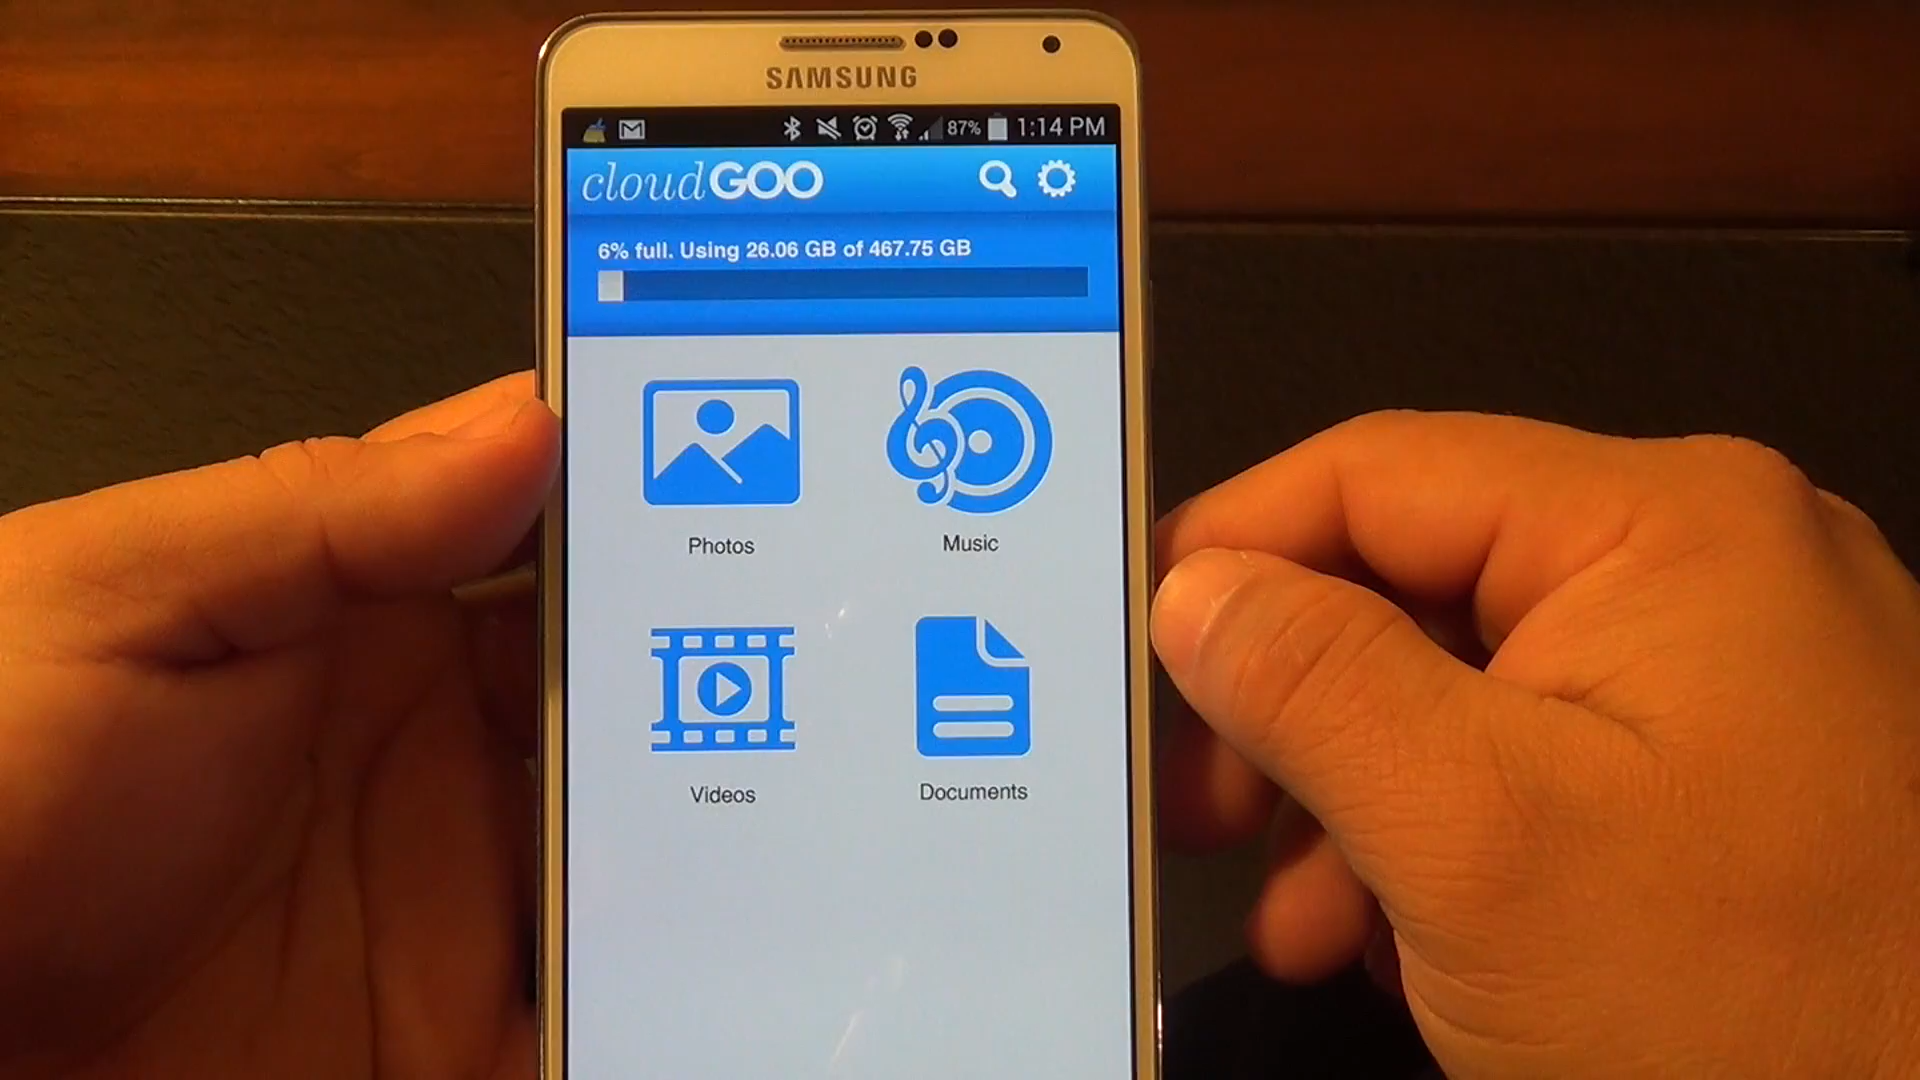 SAMSUNG
87% 1:14 PM
cloudGOO
6% full. Using 26.06 GB of 467.75 GB
Photos
Music
Videos
Documents